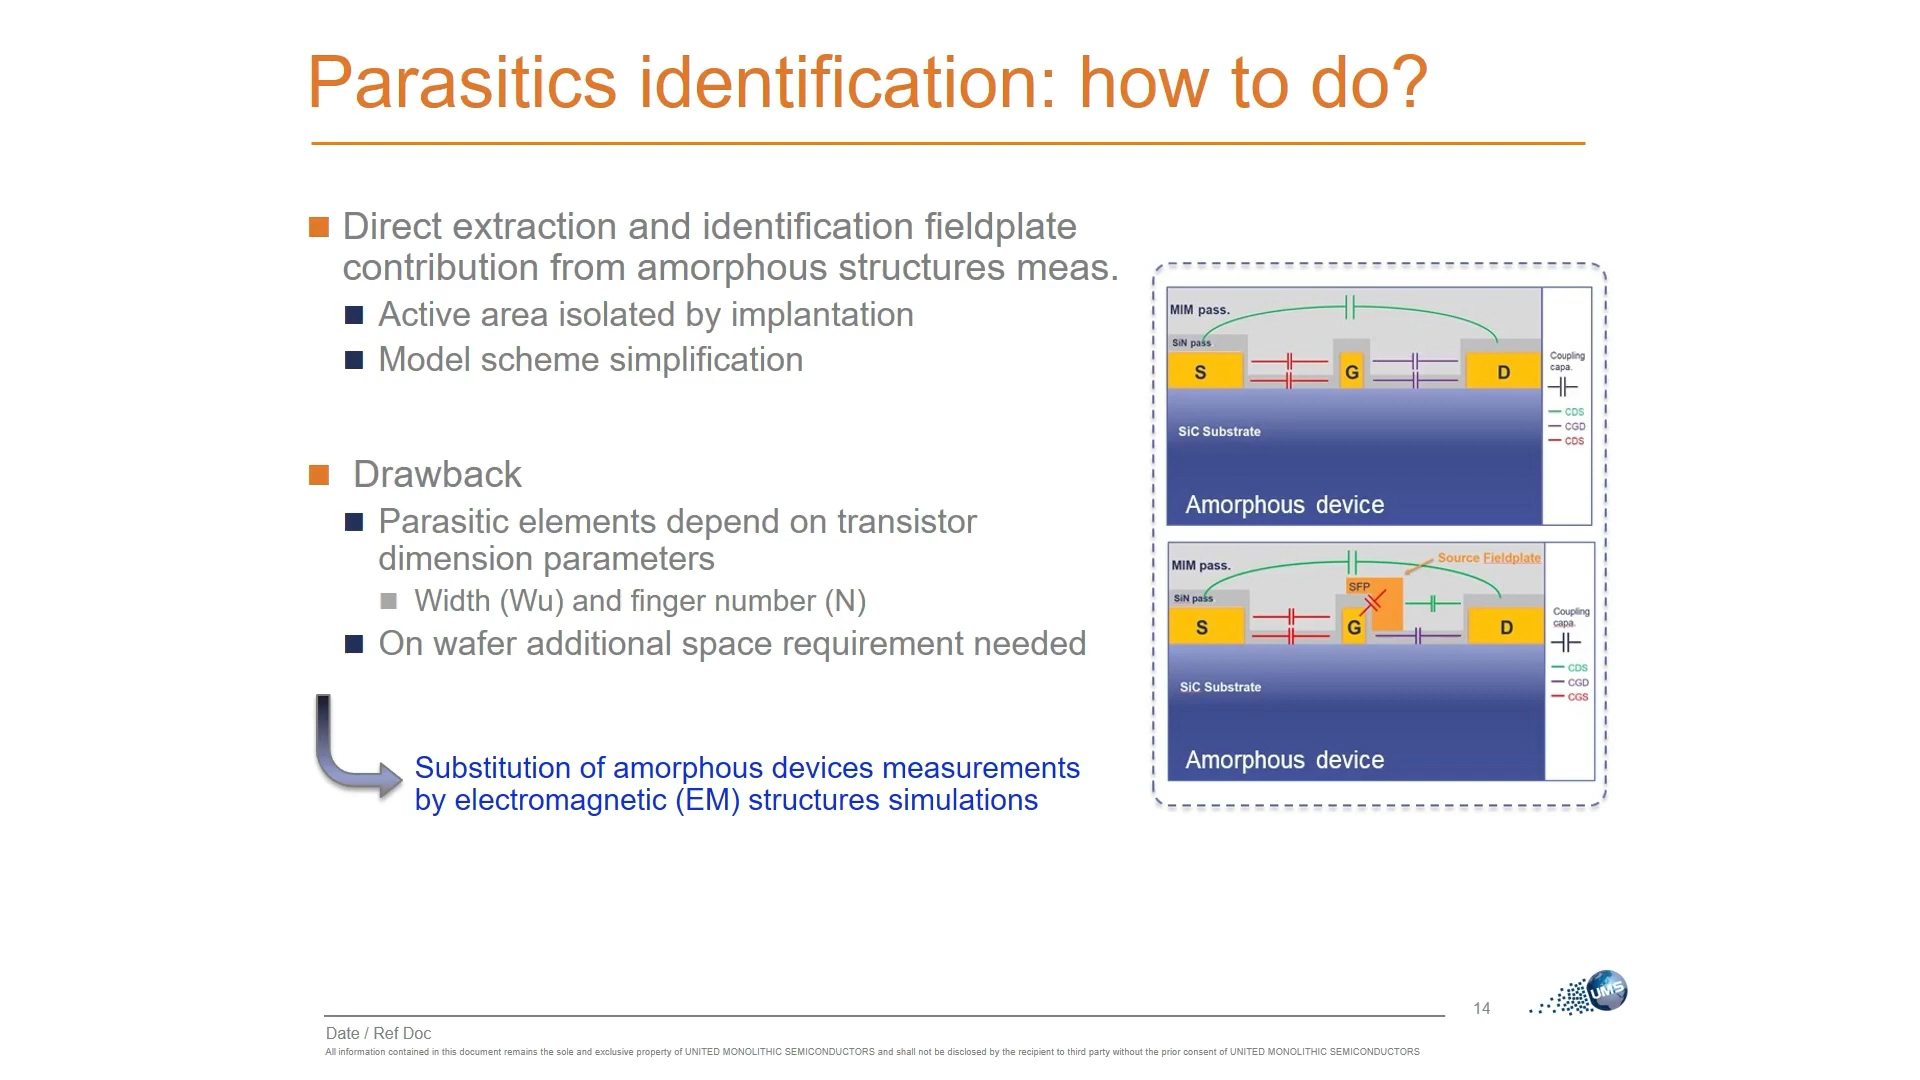 Parasitics identification: how to do?
Direct extraction and identification fieldplate
contribution from amorphous structures meas.
Active area isolated by implantation
Model scheme simplification
Drawback
Parasitic elements depend on transistor
dimension parameters
Width (Wu) and finger number (N)
On wafer additional space requirement needed
Substitution of amorphous devices measurements
by electromagnetic (EM) structures simulations
MIM pass.
SiN pass
S
G
D
SiC Substrate
Amorphous device
Coupling
capa.
CDS
CGD
CDS
Source Fieldplate
MIM pass.
SFP
SiN pass
S
G
D
SiC Substrate
Amorphous device
Coupling
capa.
CDS
CGD
CGS
14
UMS
Date / Ref Doc
All information contained in this document remains the sole and exclusive property of UNITED MONOLITHIC SEMICONDUCTORS and shall not be disclosed by the recipient to third party without the prior consent of UNITED MONOLITHIC SEMICONDUCTORS